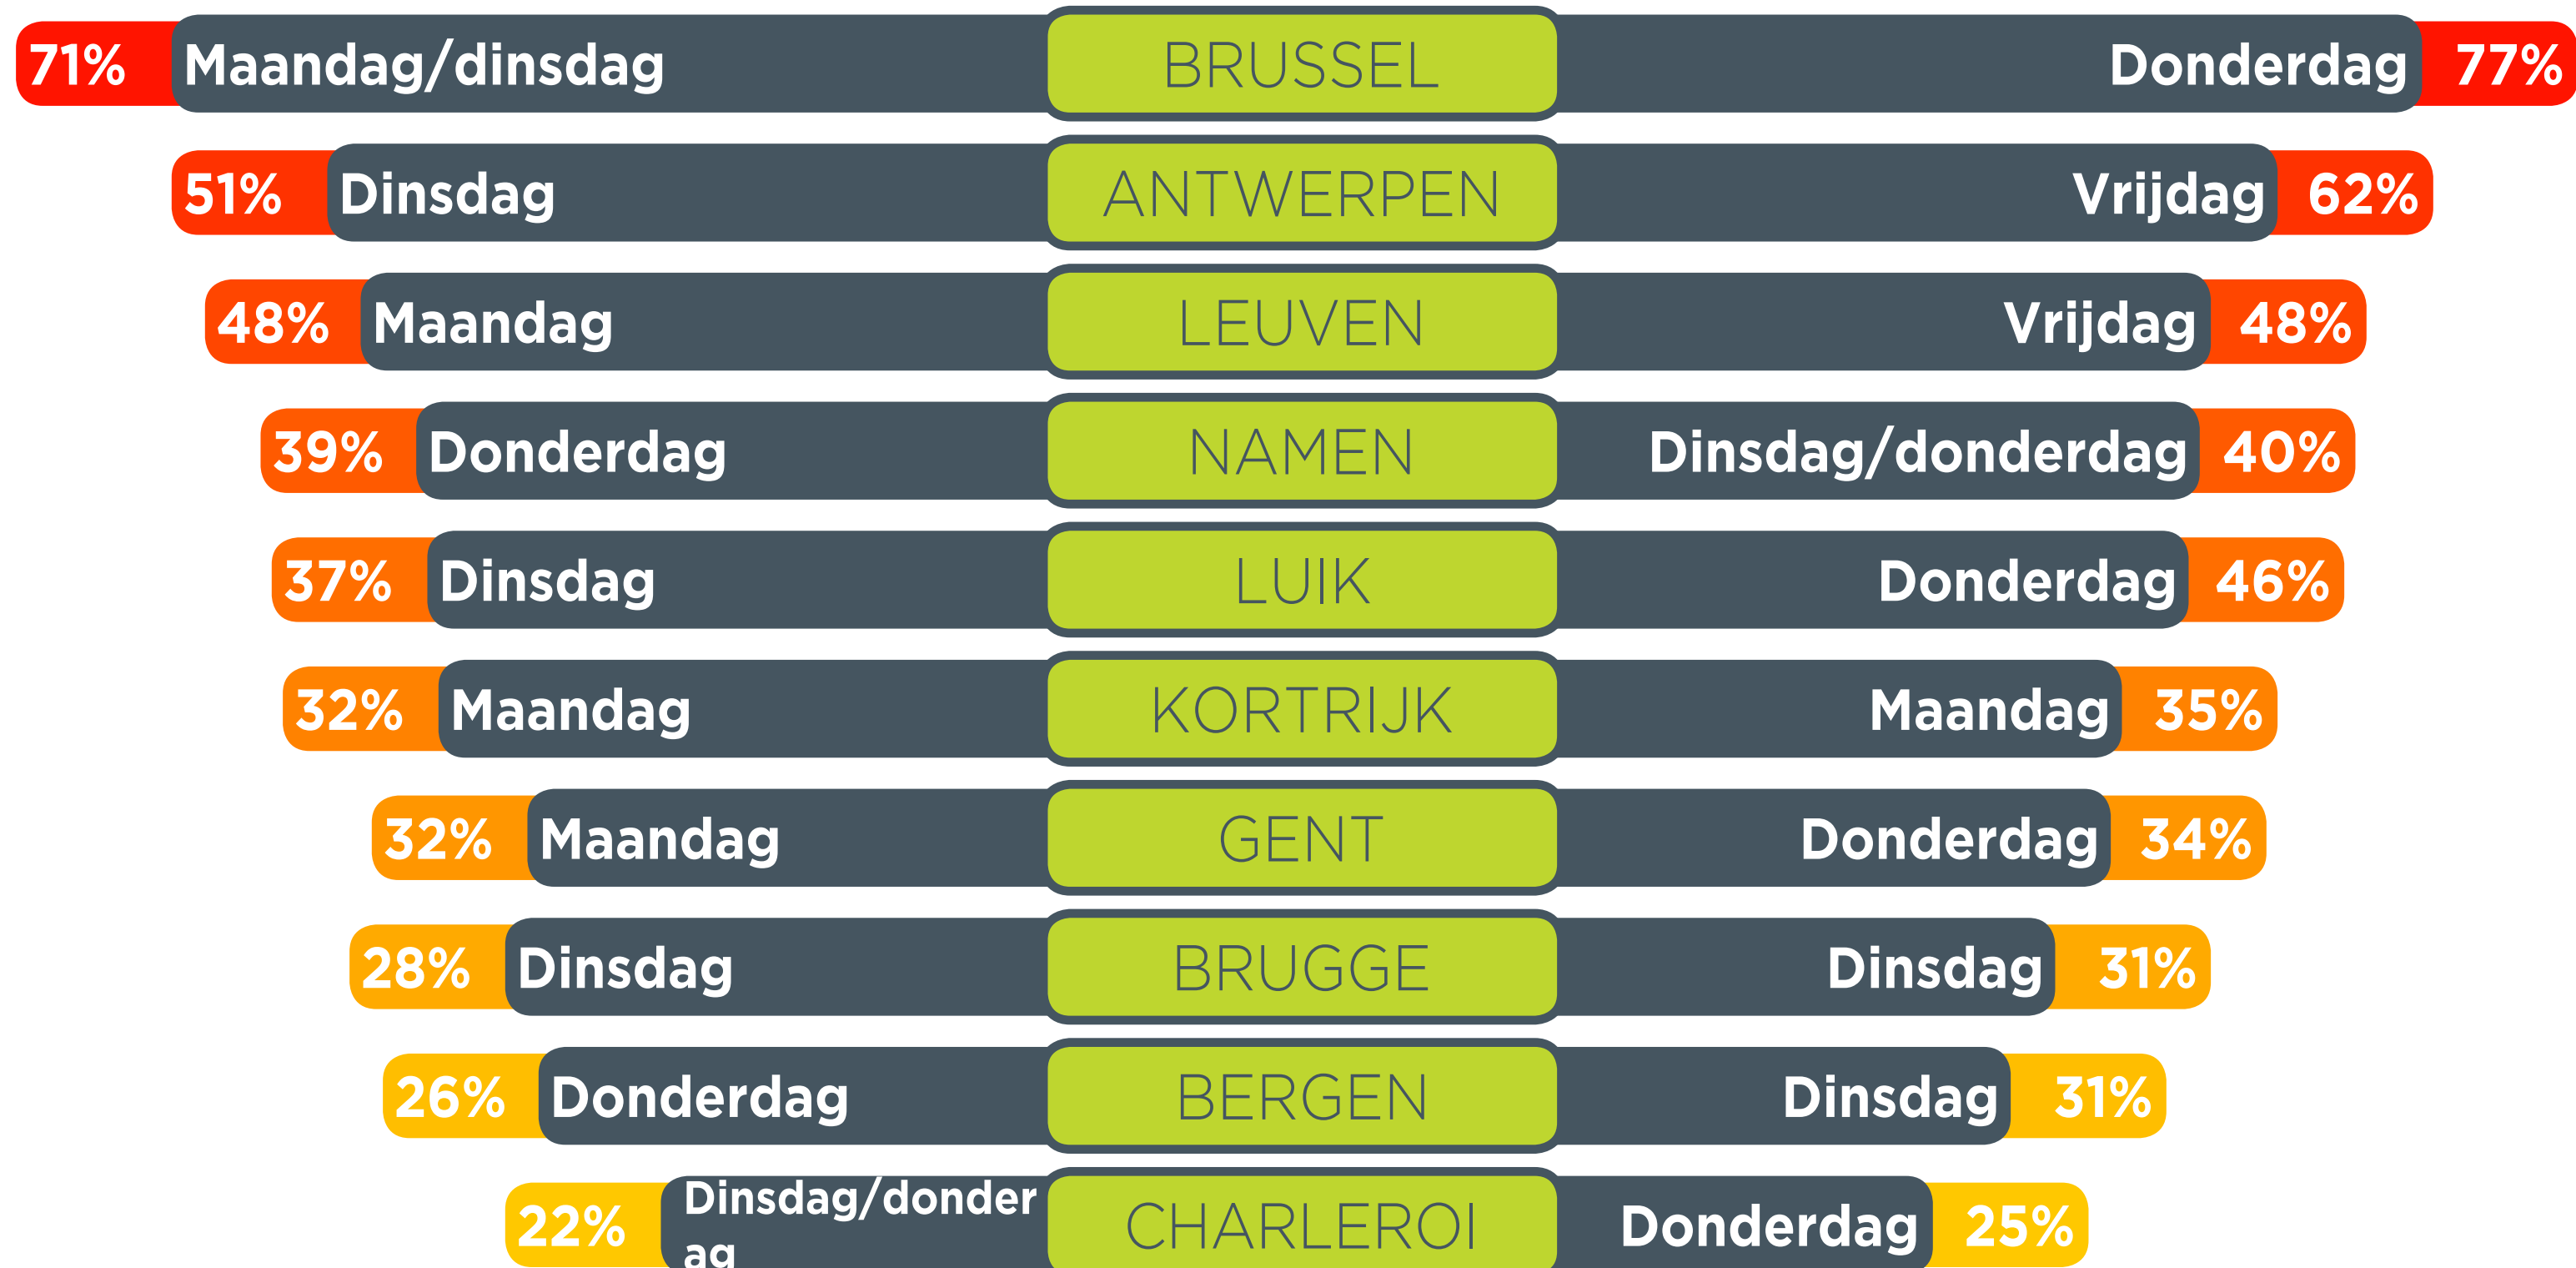 71% Maandag/dinsdag BRUSSEL Donderdag 77%
51% Dinsdag ANTWERPEN Vrijdag 62%
48% Maandag LEUVEN Vrijdag 48%
39% Donderdag NAMEN Dinsdag/donderdag 40%
37% Dinsdag LUIK Donderdag 46%
32% Maandag KORTRIJK Maandag 35%
32% Maandag GENT Donderdag 34%
28% Dinsdag BRUGGE Dinsdag 31%
26% Donderdag BERGEN Dinsdag 31%
22% Dinsdag/donder
ag CHARLEROI Donderdag 25%